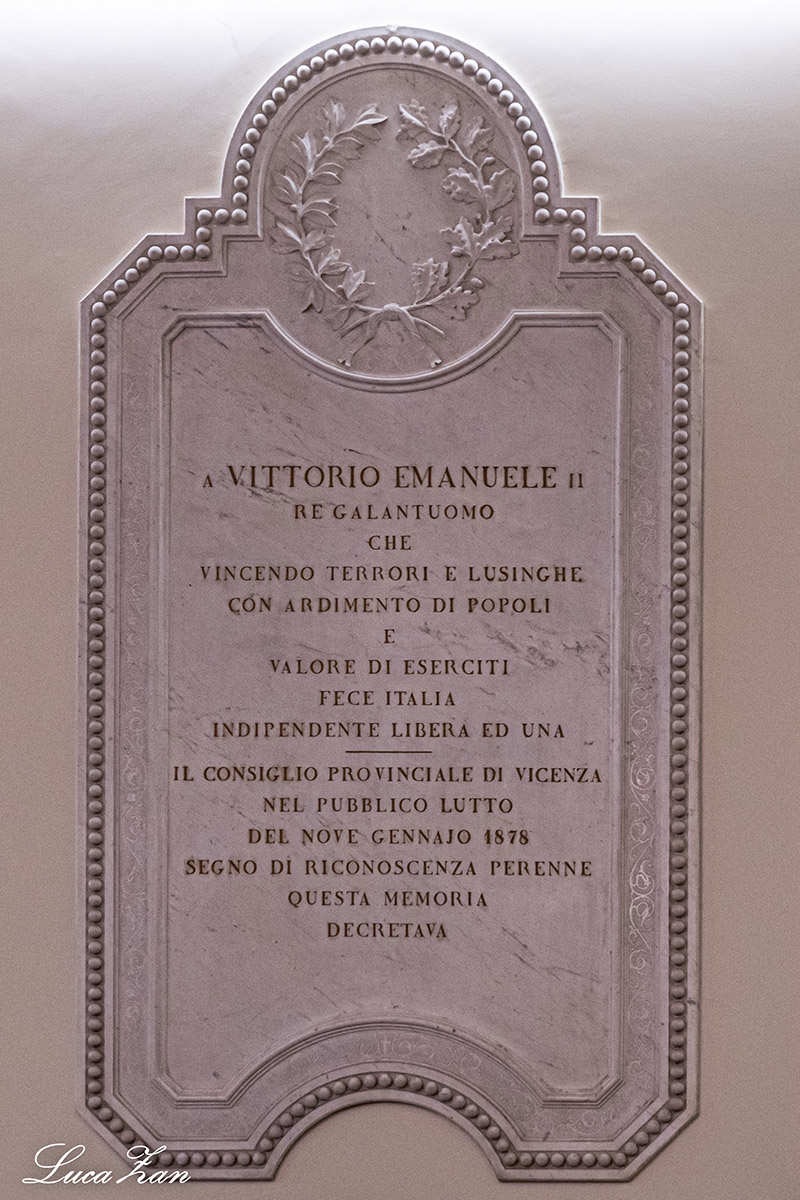 A VITTORIO EMANUELE II
RE GALANTUOMO
CHE
VINCENDO TERRORI E LUSINGHE
CON ARDIMENTO DI POPOLI
E
VALORE DI ESERCITI
FECE ITALIA
INDIPENDENTE LIBERA ED UNA
IL CONSIGLIO PROVINCIALE DI VICENZA
NEL PUBBLICO LUTTO
DEL NOVE GENNAJO 1878
SEGNO DI RICONOSCENZA PERENNE
QUESTA MEMORIA
DECRETAVA
Luca Zan